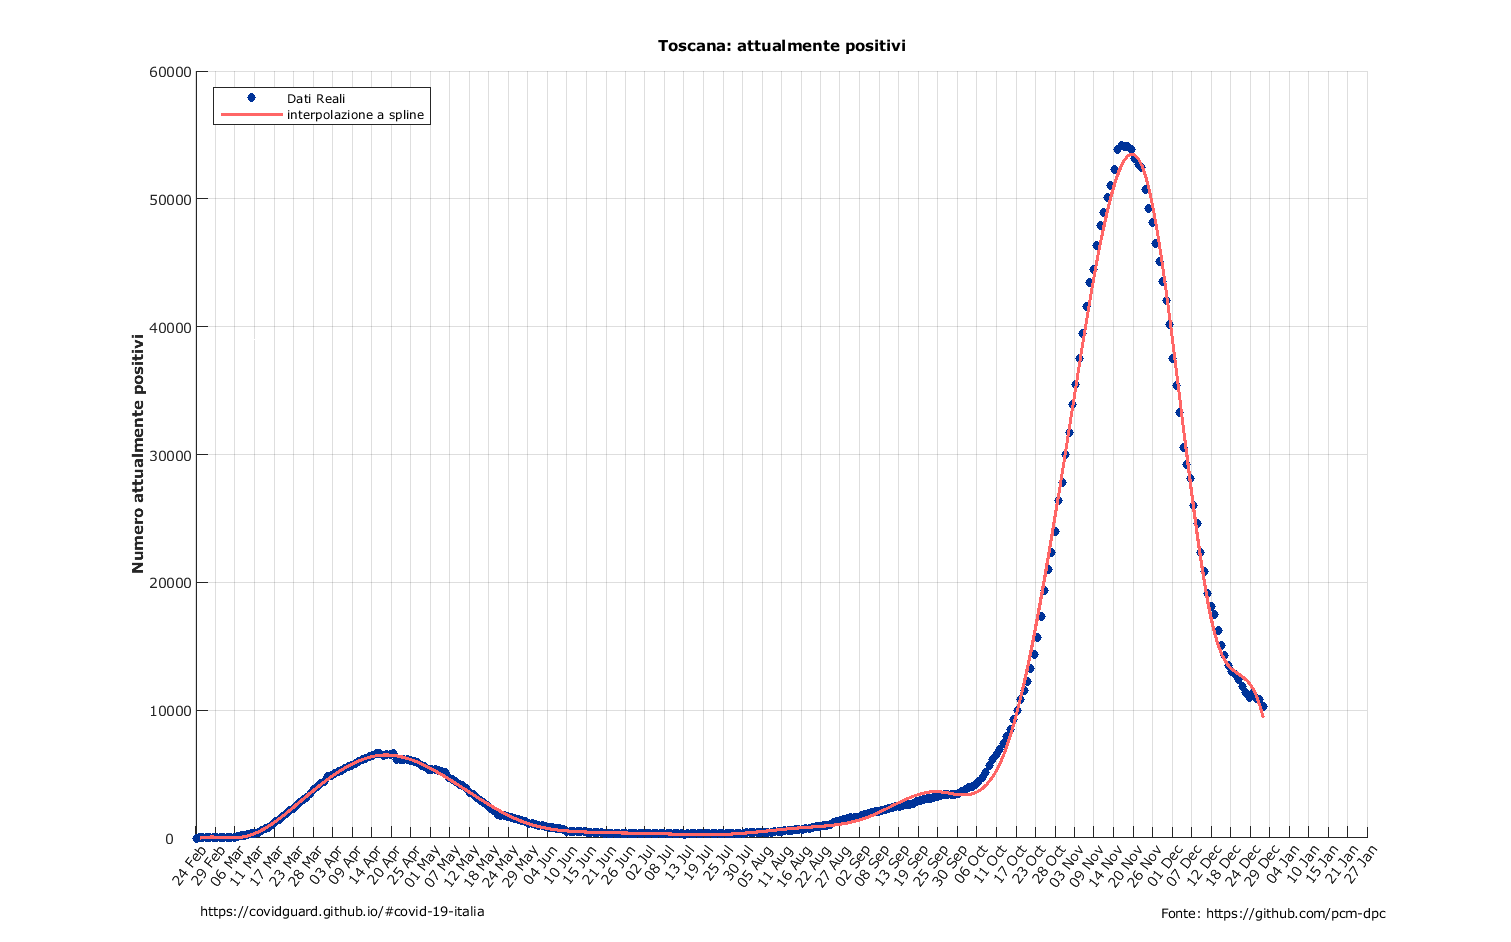 Toscana: attualmente positivi
Numero attualmente positivi
60000
50000
40000
30000
20000
10000
0
Dati Reali
interpolazione a spline
24 Feb
29 Feb
06 Mar
11 Mar
17 Mar
23 Mar
28 Mar
03 Apr
09 Apr
14 Apr
20 Apr
25 Apr
01 May
07 May
12 May
18 May
24 May
29 May
04 Jun
10 Jun
15 Jun
21 Jun
26 Jun
02 Jul
08 Jul
13 Jul
19 Jul
25 Jul
30 Jul
05 Aug
11 Aug
16 Aug
22 Aug
27 Aug
02 Sep
08 Sep
13 Sep
19 Sep
25 Sep
30 Sep
06 Oct
11 Oct
17 Oct
23 Oct
28 Oct
03 Nov
09 Nov
14 Nov
20 Nov
26 Nov
01 Dec
07 Dec
12 Dec
18 Dec
24 Dec
29 Dec
04 Jan
10 Jan
15 Jan
21 Jan
27 Jan
https://covidguard.github.io/#covid-19-italia
Fonte: https://github.com/pcm-dpc